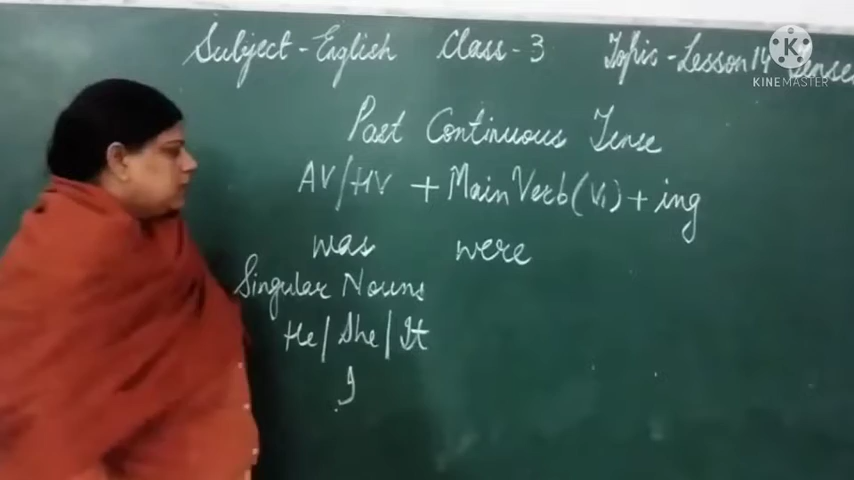 Subject - English Class - 3 Topic - Lesson 14 Tenses
K
KINEMASTER
Past Continuous Tense
AV/HV + Main Verb (V1) + ing
was were
Singular Nouns
He/She/It
I